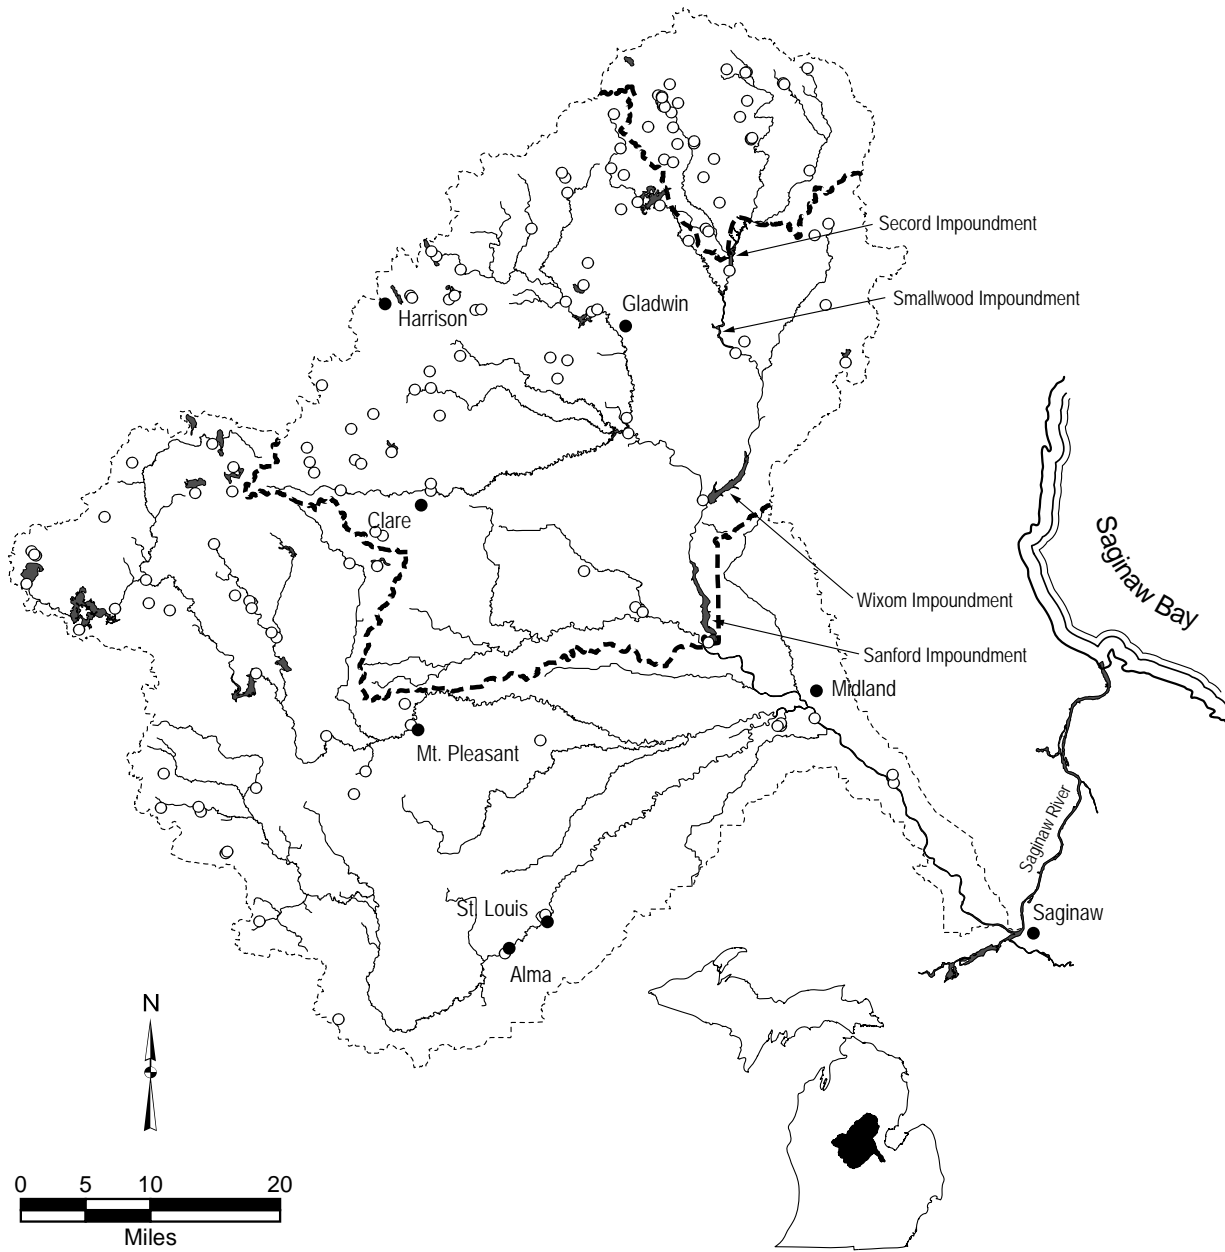 Secord Impoundment
Smallwood Impoundment
Gladwin
Harrison
Clare
Saginaw Bay
Wixom Impoundment
Sanford Impoundment
Midland
Mt. Pleasant
Saginaw River
St. Louis
Saginaw
Alma
N
0 5 10 20
Miles